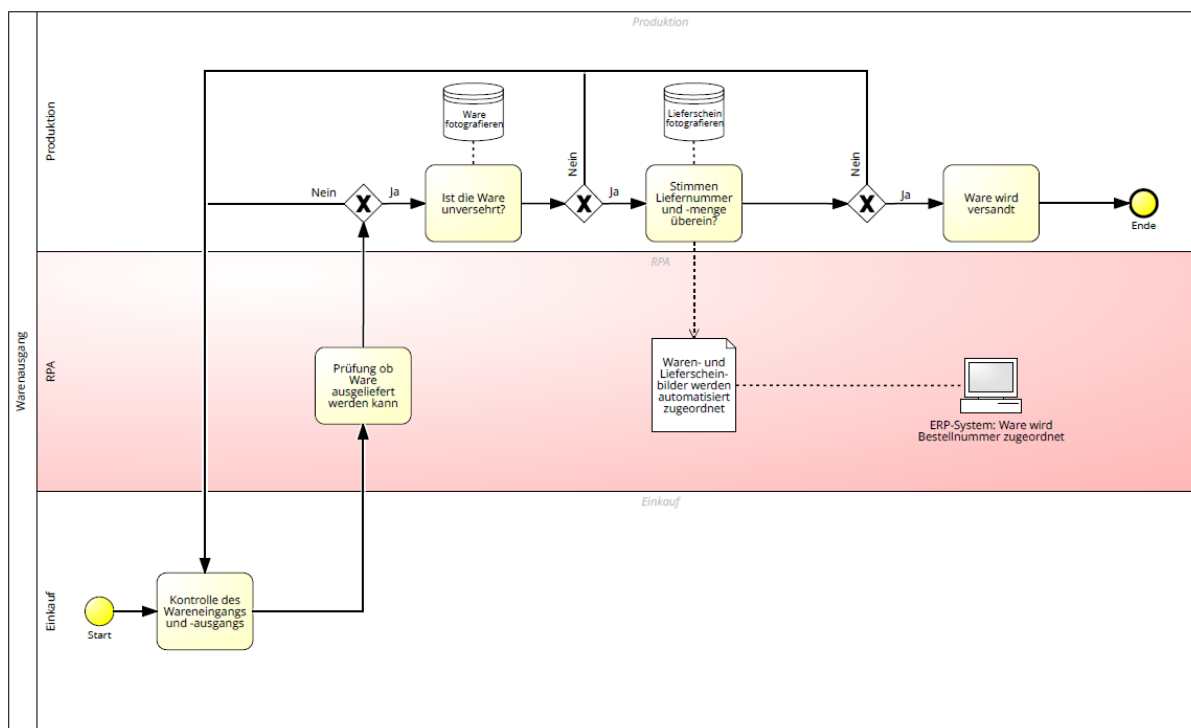 Produktion
Produktion
Warenausgang
Ware
fotografieren
Lieferschein
fotografieren
Nein
Ja
Ist die Ware
unversehrt?
Nein
Ja
Stimmen
Liefernummer
und -menge
überein?
Nein
Ja
Ware wird
versandt
Ende
RPA
RPA
Prüfung ob
Ware
ausgeliefert
werden kann
Waren- und
Lieferschein-
bilder werden
automatisiert
zugeordnet
ERP-System: Ware wird
Bestellnummer zugeordnet
Einkauf
Einkauf
Start
Kontrolle des
Wareneingangs
und -ausgangs